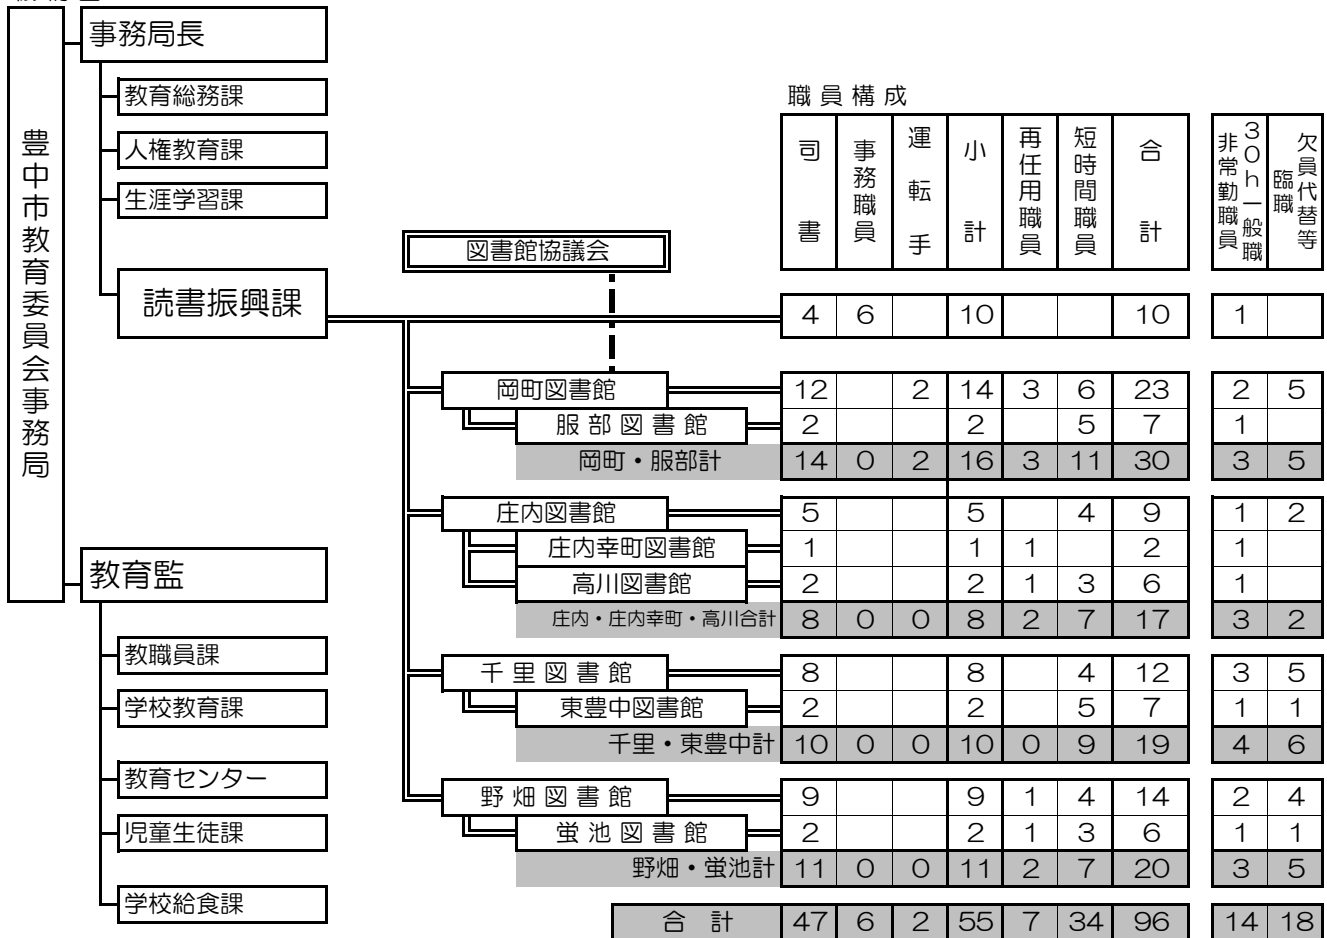 豊中市教育委員会事務局
事務局長
教育総務課
人権教育課
生涯学習課
読書振興課
教育監
教職員課
学校教育課
教育センター
児童生徒課
学校給食課
図書館協議会
職員構成
司書 事務職員 運転手 小計 再任用職員 短時間職員 合計 30h一般職非常勤職員 欠員代替等臨職
4 6 10 10 1
岡町図書館 12 2 14 3 6 23 2 5
服部図書館 2 2 5 7 1
岡町・服部計 14 0 2 16 3 11 30 3 5
庄内図書館 5 5 4 9 1 2
庄内幸町図書館 1 1 1 2 1
高川図書館 2 2 1 3 6 1
庄内・庄内幸町・高川合計 8 0 0 8 2 7 17 3 2
千里図書館 8 8 4 12 3 5
東豊中図書館 2 2 5 7 1 1
千里・東豊中計 10 0 0 10 0 9 19 4 6
野畑図書館 9 9 1 4 14 2 4
蛍池図書館 2 2 1 3 6 1 1
野畑・蛍池計 11 0 0 11 2 7 20 3 5
合計 47 6 2 55 7 34 96 14 18